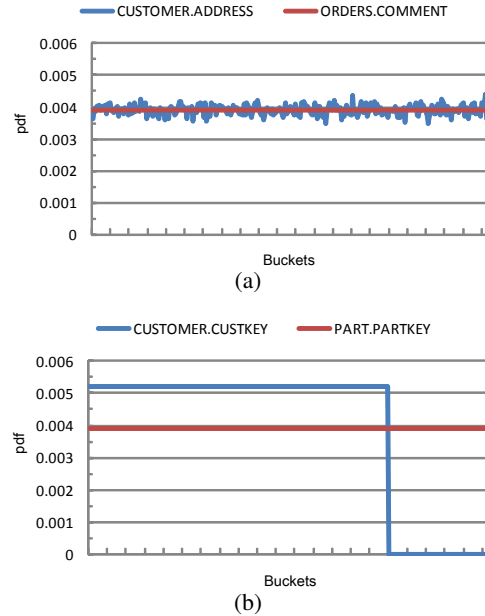 CUSTOMER.ADDRESS ORDERS.COMMENT
0.006
0.005
0.004
0.003
0.002
0.001
0
pdf
Buckets
(a)
CUSTOMER.CUSTKEY PART.PARTKEY
0.006
0.005
0.004
0.003
0.002
0.001
0
pdf
Buckets
(b)